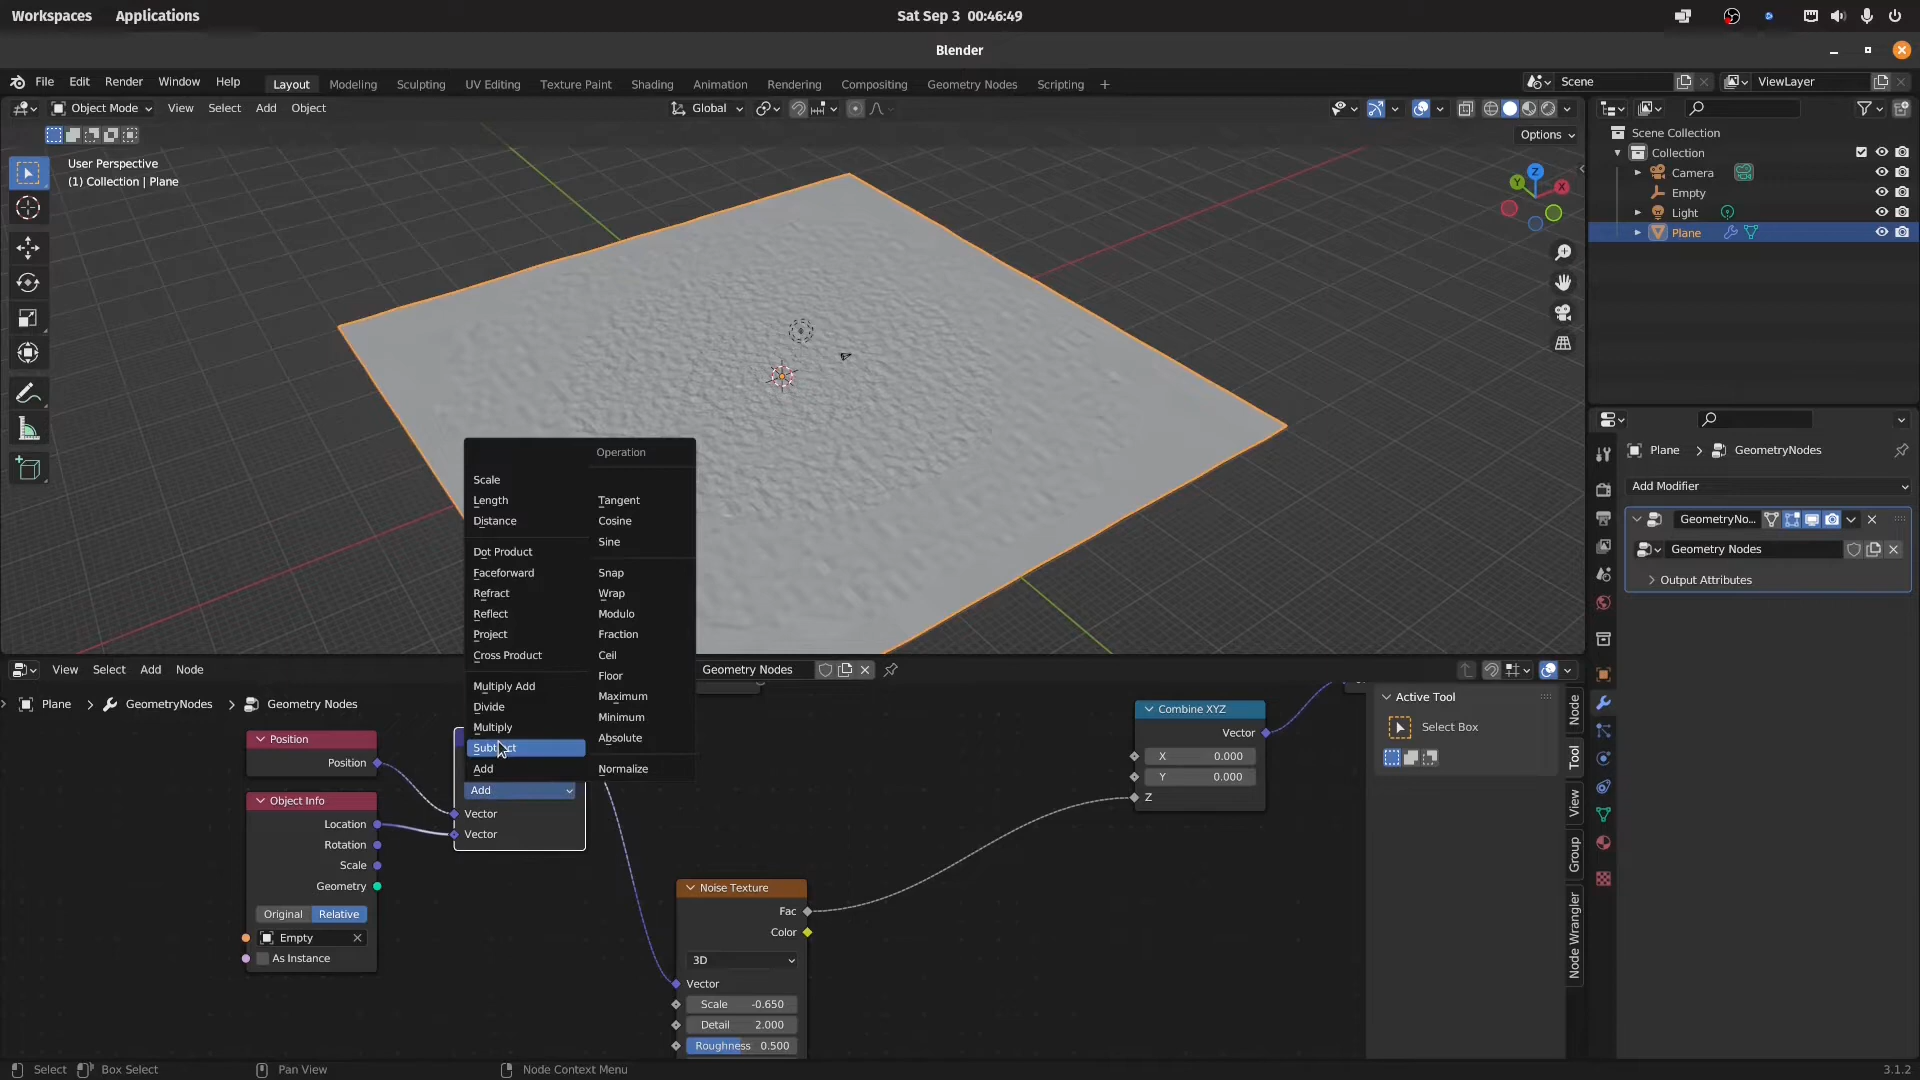 Workspaces Applications Sat Sep 3 00:46:49
Blender
File Edit Render Window Help Layout Modeling Sculpting UV Editing Texture Paint Shading Animation Rendering Compositing Geometry Nodes Scripting + Scene ViewLayer
Object Mode View Select Add Object Global
Options
User Perspective
(1) Collection | Plane
Z
Y X
Scene Collection
Collection
Camera
Empty
Light
Plane
Plane > GeometryNodes
Add Modifier
GeometryNo...
Geometry Nodes
Output Attributes
Operation
Scale
Length Tangent
Distance Cosine
Sine
Dot Product
Faceforward Snap
Refract Wrap
Reflect Modulo
Project Fraction
Cross Product Ceil
Floor
Multiply Add Maximum
Divide Minimum
Multiply Absolute
Subtract
Add Normalize
Add
Vector
Vector
View Select Add Node Geometry Nodes
Plane GeometryNodes Geometry Nodes
Position
Position
Object Info
Location
Rotation
Scale
Geometry
Original Relative
Empty
As Instance
Noise Texture
Fac
Color
3D
Vector
Scale -0.650
Detail 2.000
Roughness 0.500
Combine XYZ
Vector
X 0.000
Y 0.000
Z
Active Tool
Select Box
Node
Tool
View
Group
Node Wrangler
Select Box Select Pan View Node Context Menu 3.1.2